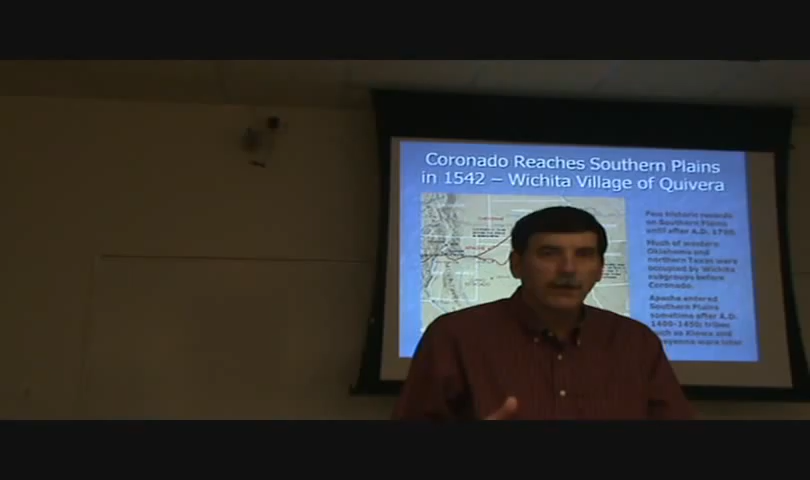 Coronado Reaches Southern Plains
in 1542 – Wichita Village of Quivera
Few historic records
on Southern Plains
until after A.D. 1700.
Much of western
Oklahoma and
northern Texas were
occupied by Wichita
subgroups before
Coronado.
Apache entered
Southern Plains
sometime after A.D.
1400-1450; tribes
such as Kiowa and
Cheyenne were later